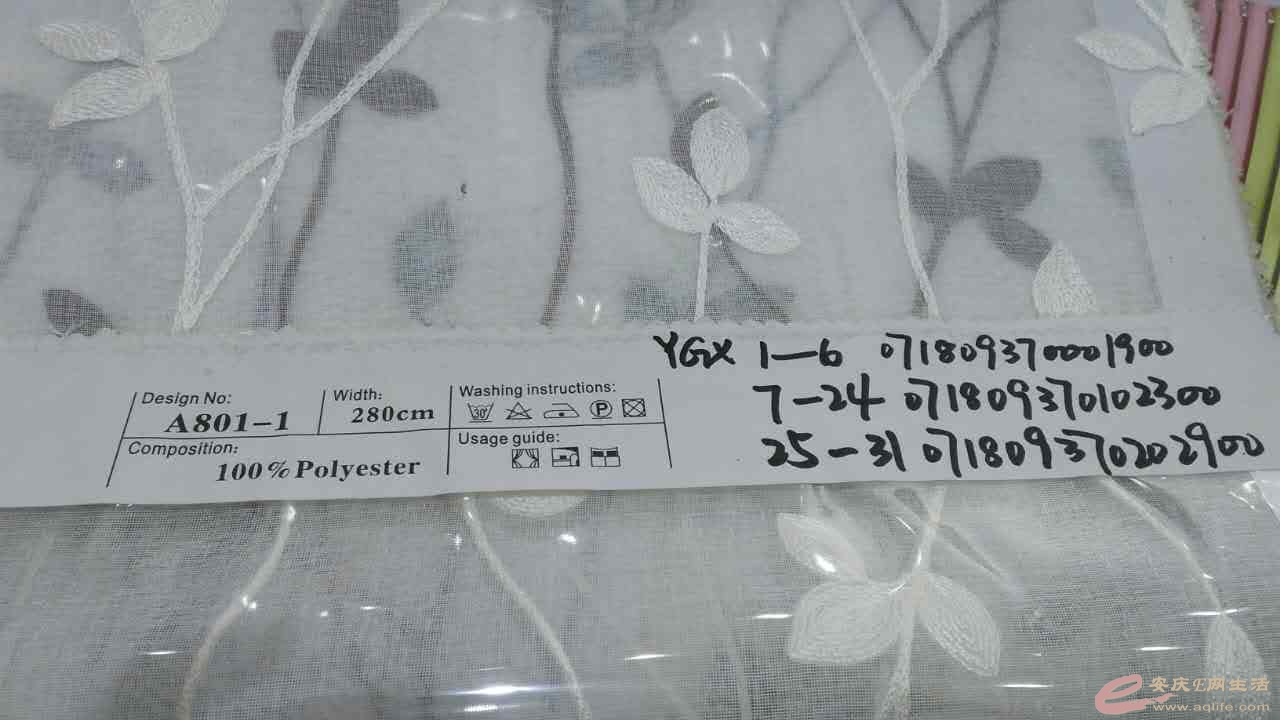 YGX 1—6 071809370001900
7-24 071809370102300
25-31 071809370202900
Design No:
A801-1
Width:
280cm
Washing instructions:
30°
P
Composition:
100%Polyester
Usage guide:
安庆E网生活
www.aqlife.com